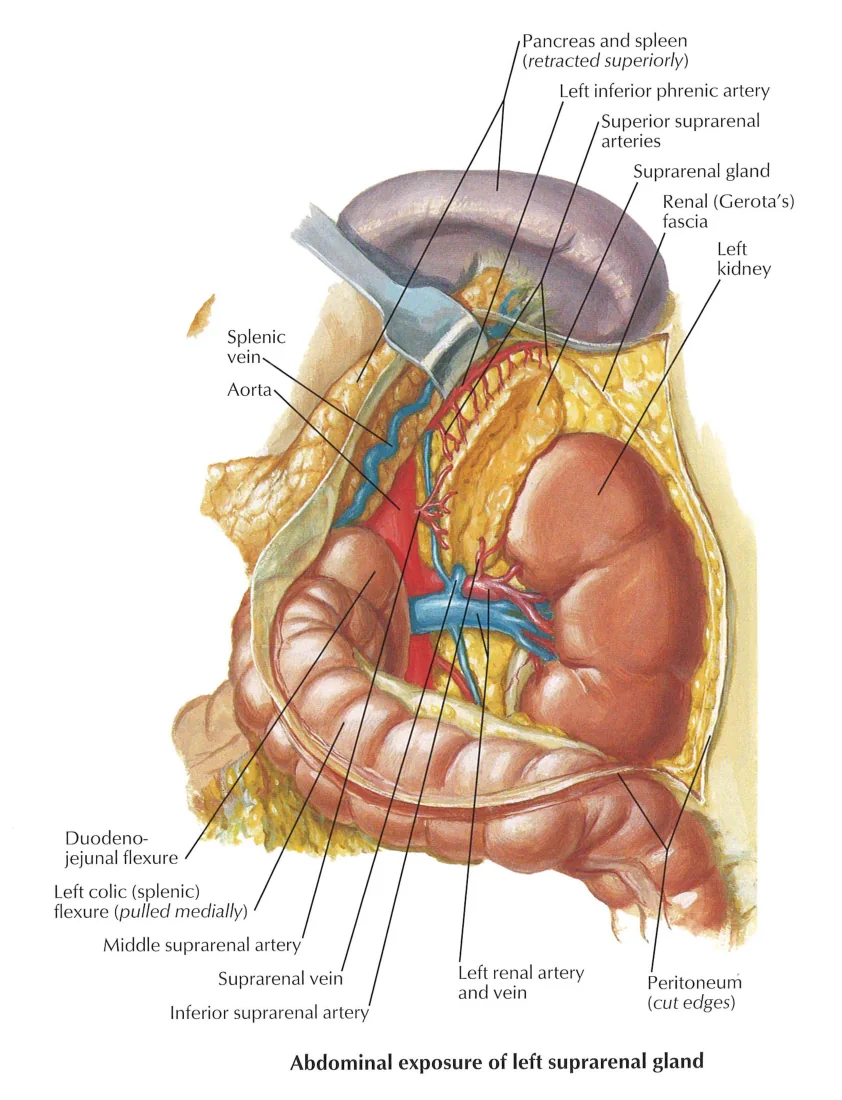 Pancreas and spleen
(retracted superiorly)
Left inferior phrenic artery
Superior suprarenal
arteries
Suprarenal gland
Renal (Gerota's)
fascia
Left
kidney
Splenic
vein
Aorta
Duodeno-
jejunal flexure
Left colic (splenic)
flexure (pulled medially)
Middle suprarenal artery
Suprarenal vein
Inferior suprarenal artery
Left renal artery
and vein
Peritoneum
(cut edges)
Abdominal exposure of left suprarenal gland